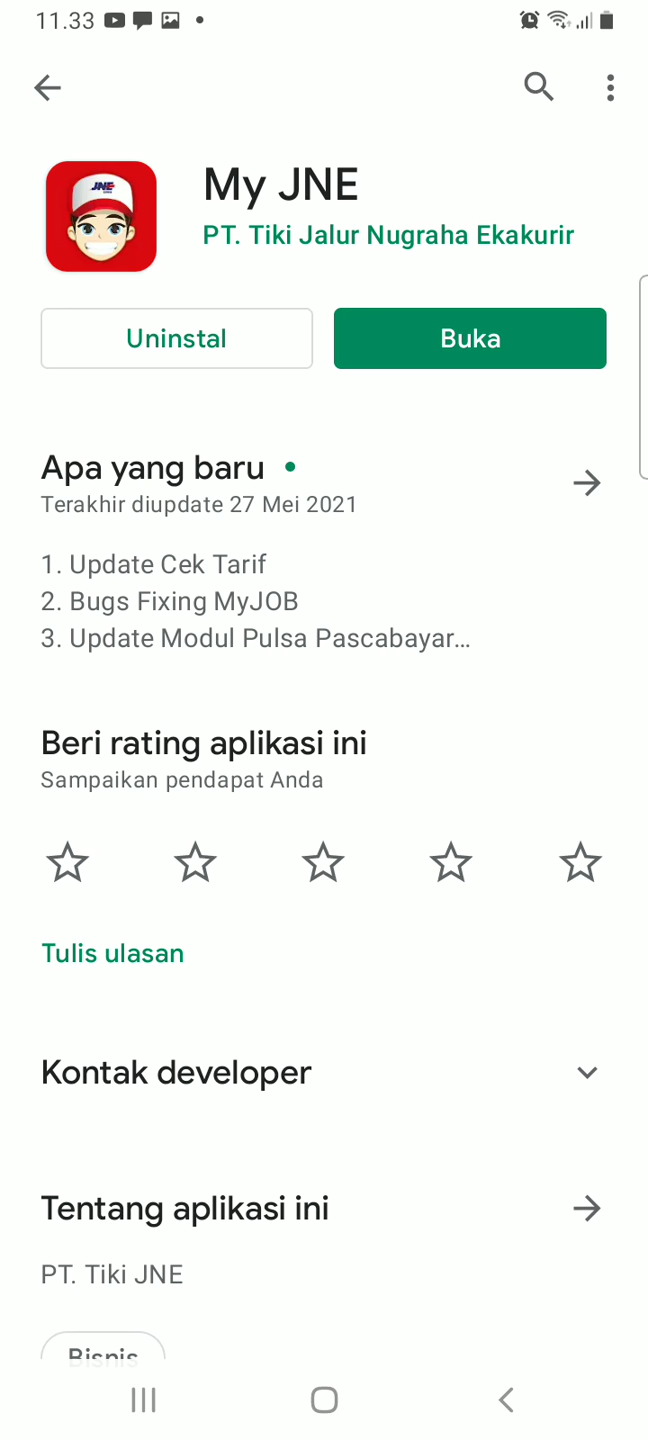 11.33
JNE
My JNE
PT. Tiki Jalur Nugraha Ekakurir
Uninstal
Buka
Apa yang baru
Terakhir diupdate 27 Mei 2021
1. Update Cek Tarif
2. Bugs Fixing MyJOB
3. Update Modul Pulsa Pascabayar...
Beri rating aplikasi ini
Sampaikan pendapat Anda
Tulis ulasan
Kontak developer
Tentang aplikasi ini
PT. Tiki JNE
Bisnis